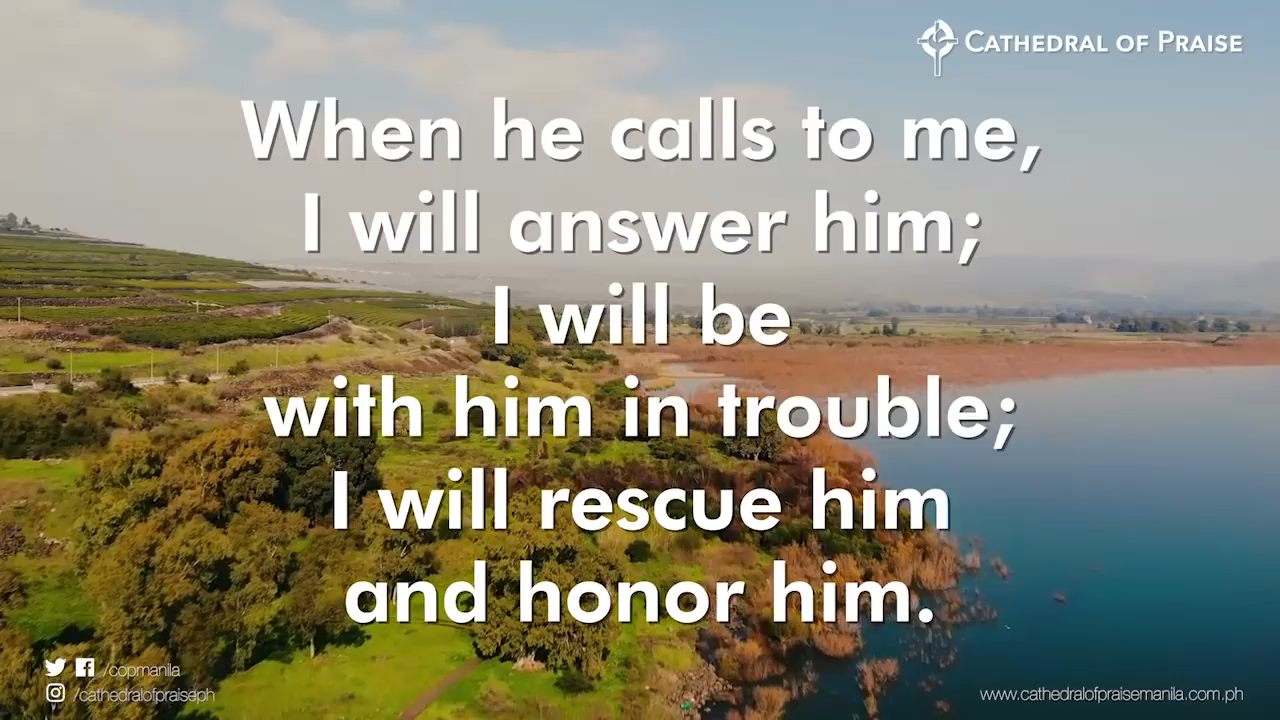 CATHEDRAL OF PRAISE
When he calls to me,
I will answer him;
I will be
with him in trouble;
I will rescue him
and honor him.
/copmanila
/cathedralofpraiseph
www.cathedralofpraisemanila.com.ph